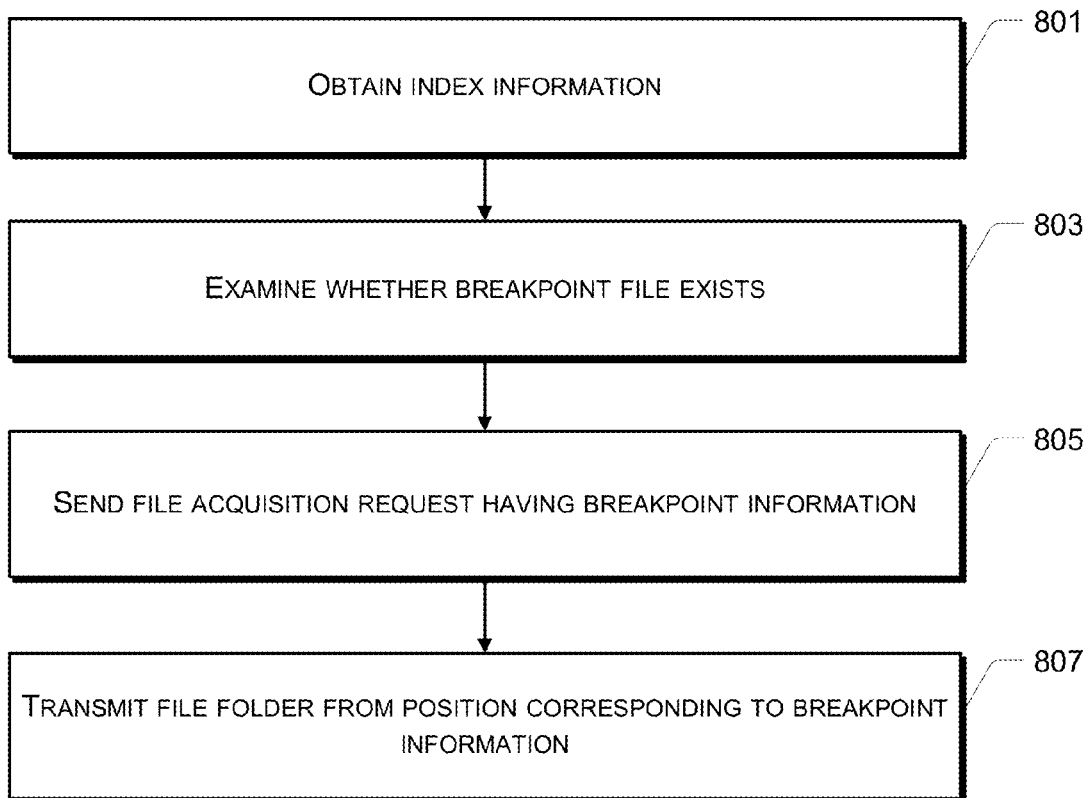 801
OBTAIN INDEX INFORMATION
803
EXAMINE WHETHER BREAKPOINT FILE EXISTS
805
SEND FILE ACQUISITION REQUEST HAVING BREAKPOINT INFORMATION
807
TRANSMIT FILE FOLDER FROM POSITION CORRESPONDING TO BREAKPOINT
INFORMATION